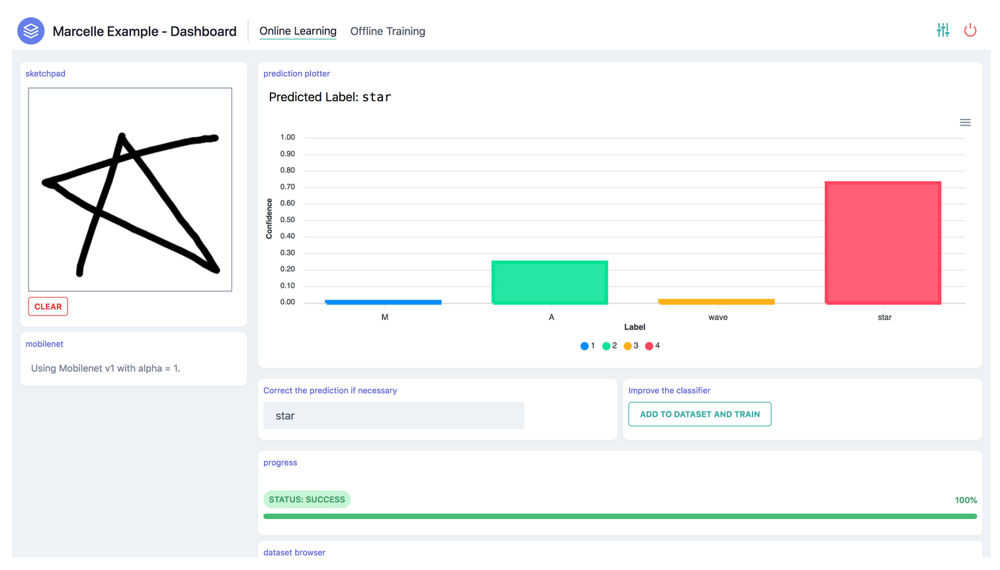 Marcelle Example - Dashboard
Online Learning
Offline Training
sketchpad
CLEAR
mobilenet
Using Mobilenet v1 with alpha = 1.
prediction plotter
Predicted Label: star
1.00
0.90
0.80
0.70
0.60
0.50
0.40
0.30
0.20
0.10
0.00
Confidence
M A wave star
Label
1 2 3 4
Correct the prediction if necessary
star
Improve the classifier
ADD TO DATASET AND TRAIN
progress
STATUS: SUCCESS
100%
dataset browser